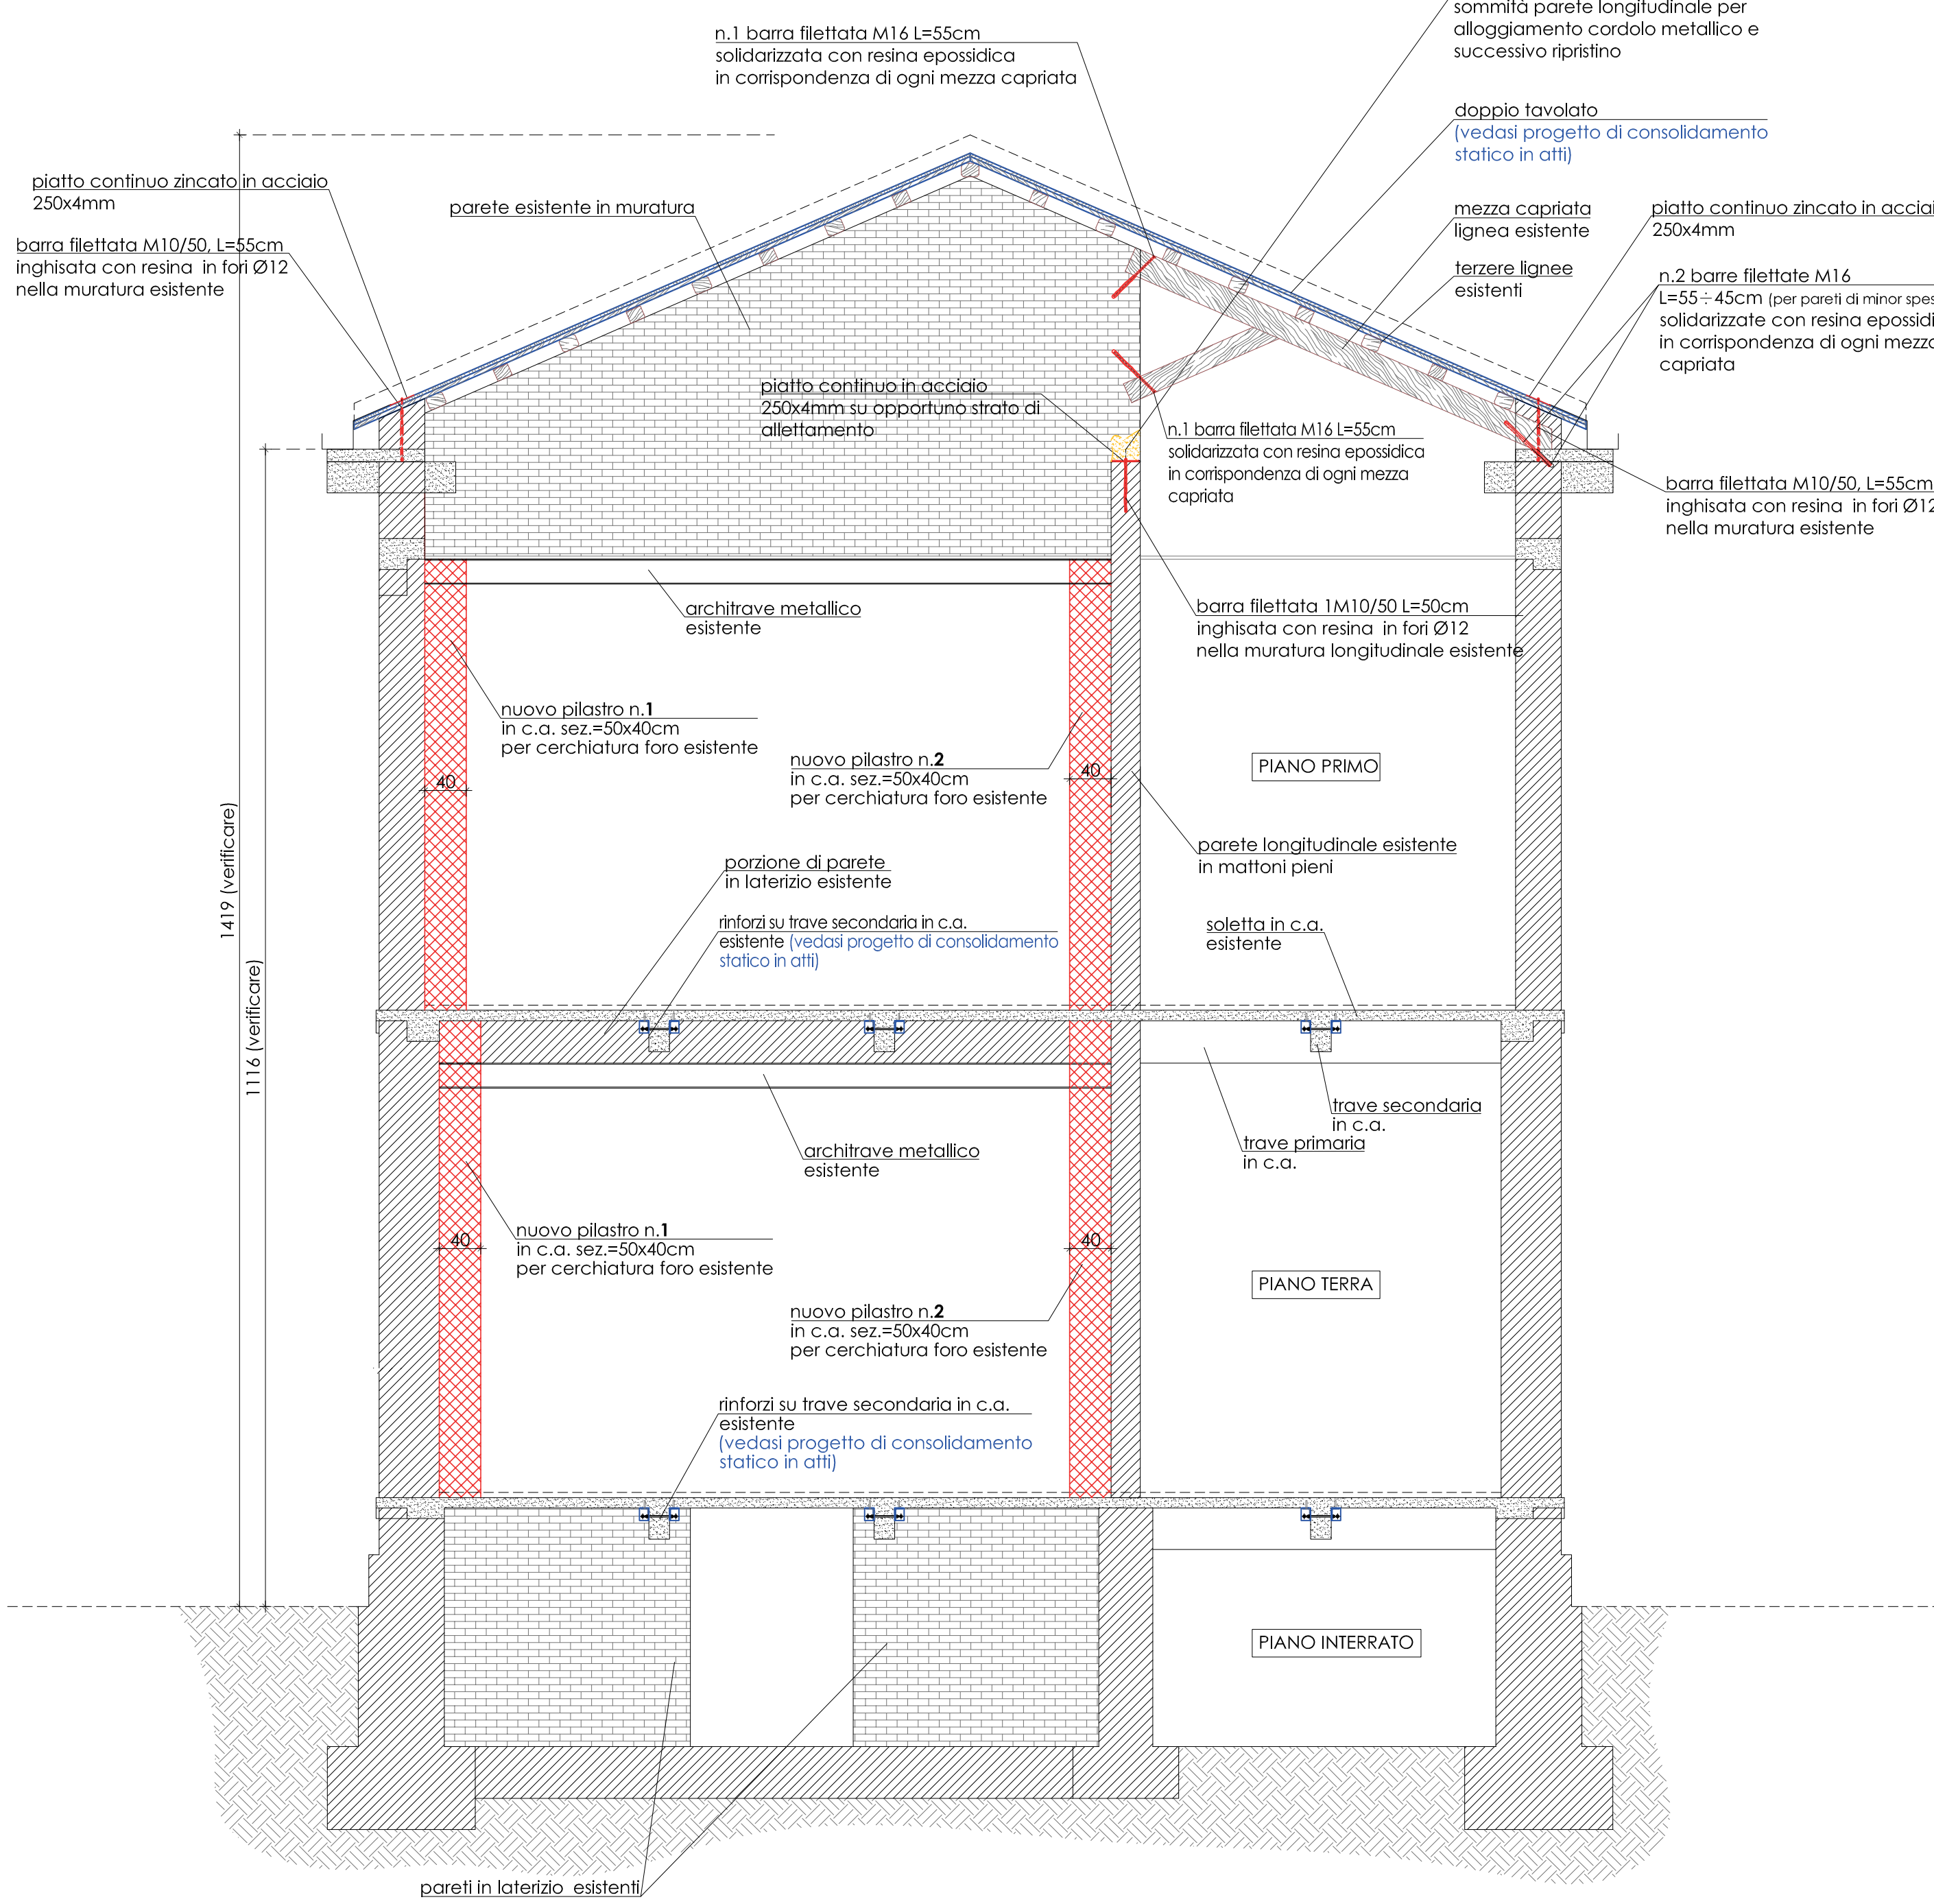 sommità parete longitudinale per
alloggiamento cordolo metallico e
successivo ripristino
n.1 barra filettata M16 L=55cm
solidarizzata con resina epossidica
in corrispondenza di ogni mezza capriata
doppio tavolato
(vedasi progetto di consolidamento
statico in atti)
piatto continuo zincato in acciaio
250x4mm
barra filettata M10/50, L=55cm
inghisata con resina in fori Ø12
nella muratura esistente
parete esistente in muratura
mezza capriata
lignea esistente
terzere lignee
esistenti
piatto continuo zincato in acciai
250x4mm
n.2 barre filettate M16
L=55÷45cm (per pareti di minor spes
solidarizzate con resina epossidi
in corrispondenza di ogni mezza
capriata
piatto continuo in acciaio
250x4mm su opportuno strato di
allettamento
n.1 barra filettata M16 L=55cm
solidarizzata con resina epossidica
in corrispondenza di ogni mezza
capriata
barra filettata M10/50, L=55cm
inghisata con resina in fori Ø12
nella muratura esistente
architrave metallico
esistente
barra filettata 1M10/50 L=50cm
inghisata con resina in fori Ø12
nella muratura longitudinale esistente
nuovo pilastro n.1
in c.a. sez.=50x40cm
per cerchiatura foro esistente
nuovo pilastro n.2
in c.a. sez.=50x40cm
per cerchiatura foro esistente
PIANO PRIMO
40
40
1419 (verificare)
1116 (verificare)
parete longitudinale esistente
in mattoni pieni
porzione di parete
in laterizio esistente
rinforzi su trave secondaria in c.a.
esistente (vedasi progetto di consolidamento
statico in atti)
soletta in c.a.
esistente
trave secondaria
in c.a.
trave primaria
in c.a.
architrave metallico
esistente
nuovo pilastro n.1
in c.a. sez.=50x40cm
per cerchiatura foro esistente
40
40
PIANO TERRA
nuovo pilastro n.2
in c.a. sez.=50x40cm
per cerchiatura foro esistente
rinforzi su trave secondaria in c.a.
esistente
(vedasi progetto di consolidamento
statico in atti)
PIANO INTERRATO
pareti in laterizio esistenti